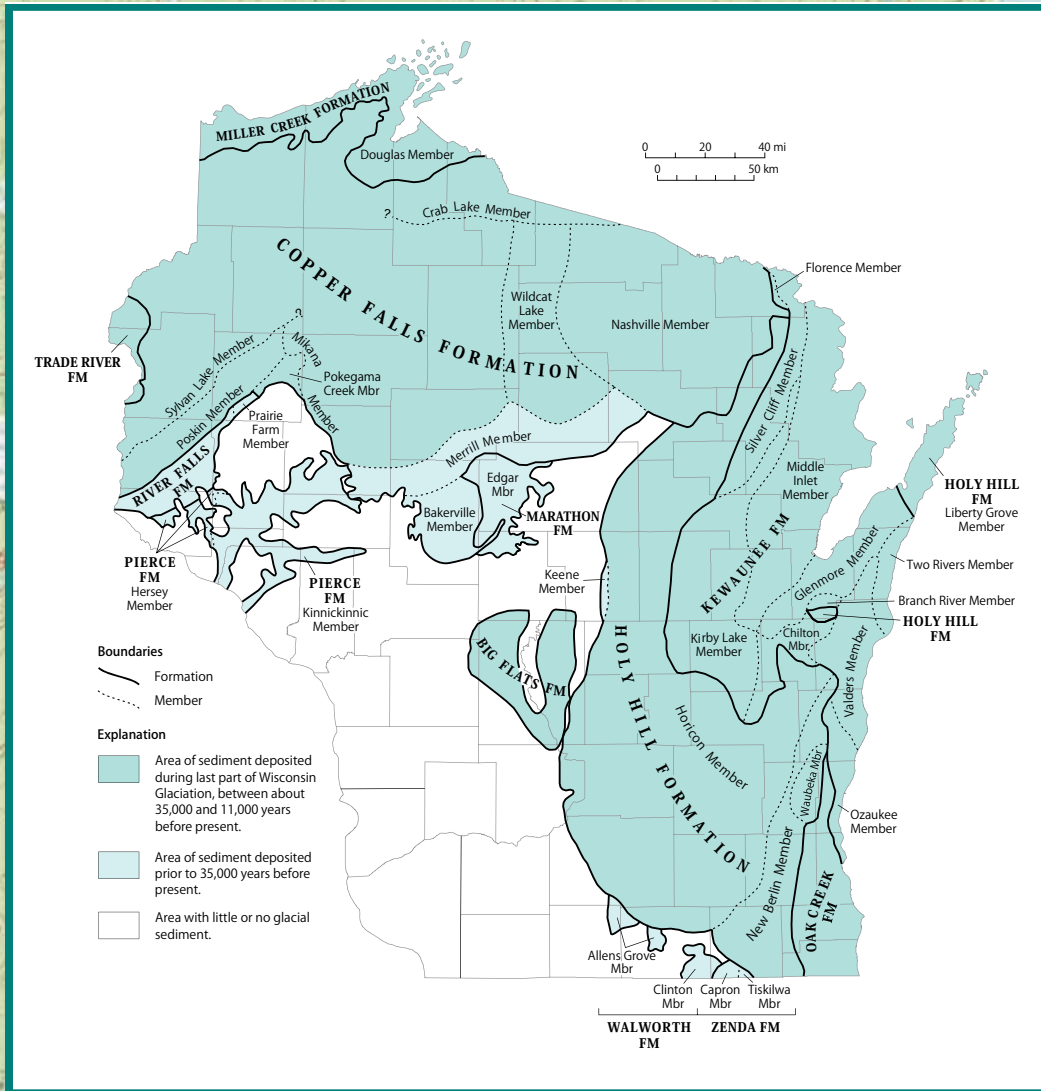 MILLER CREEK FORMATION
Douglas Member
0 20 40 mi
0 50 km
?
Crab Lake Member
COPPER FALLS FORMATION
Florence Member
Wildcat
Lake
Member
Nashville Member
?
TRADE RIVER
FM
Sylvan Lake Member
Mikana
Member
Pokegama
Creek Mbr
Silver Cliff Member
Poskin Member
Prairie
Farm
Member
Merrill Member
RIVER FALLS
FM
Edgar
Mbr
Middle
Inlet
Member
HOLY HILL
FM
Liberty Grove
Member
Bakerville
Member
MARATHON
FM
KEWAUNEE FM
PIERCE
FM
Hersey
Member
PIERCE
FM
Kinnickinnic
Member
Keene
Member
Glenmore Member
Two Rivers Member
Branch River Member
HOLY HILL
FM
Boundaries
Formation
Member
BIG FLATS FM
HOLY HILL FORMATION
Kirby Lake
Member
Chilton
Mbr
Valders Member
Horicon Member
Explanation
Area of sediment deposited
during last part of Wisconsin
Glaciation, between about
35,000 and 11,000 years
before present.
Area of sediment deposited
prior to 35,000 years before
present.
Area with little or no glacial
sediment.
Waubeka Mbr
Ozaukee
Member
New Berlin Member
OAK CREEK
FM
Allens Grove
Mbr
Clinton
Mbr
Capron
Mbr
Tiskilwa
Mbr
WALWORTH
FM
ZENDA FM